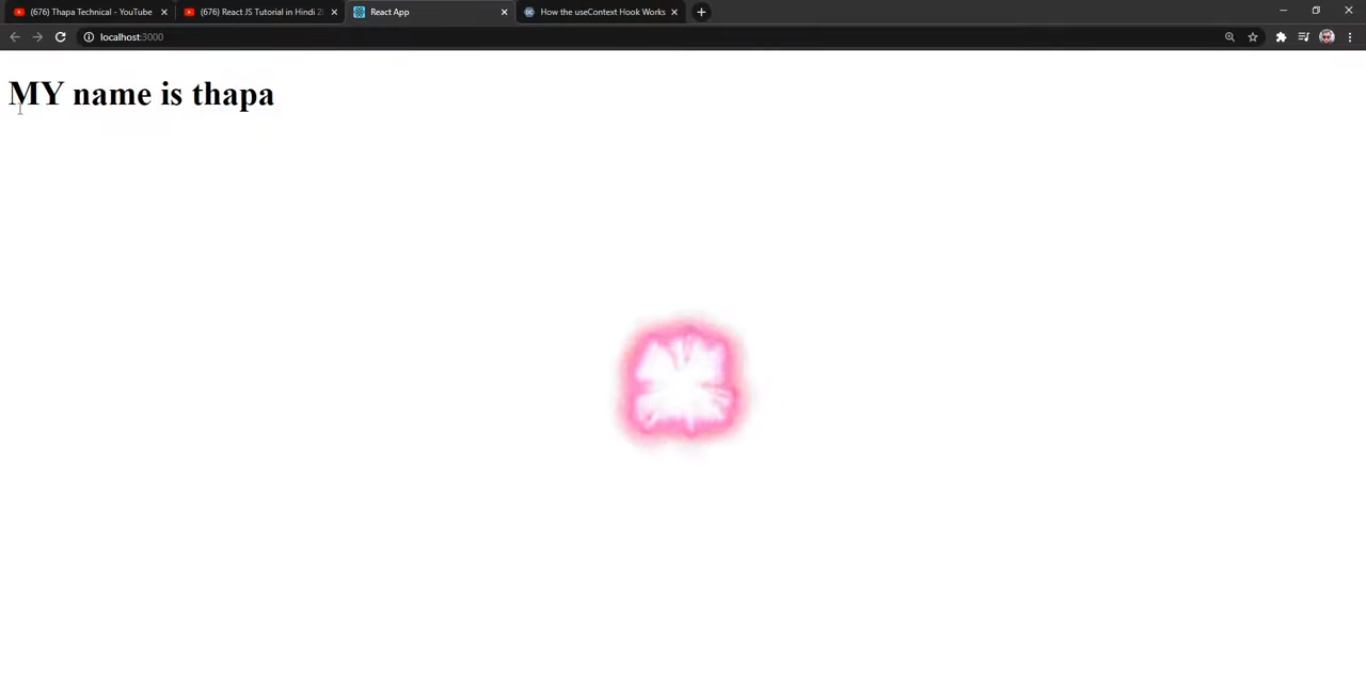 (676) Thapa Technical - YouTube
(676) React JS Tutorial in Hindi 2
React App
How the useContext Hook Works
localhost:3000
MY name is thapa